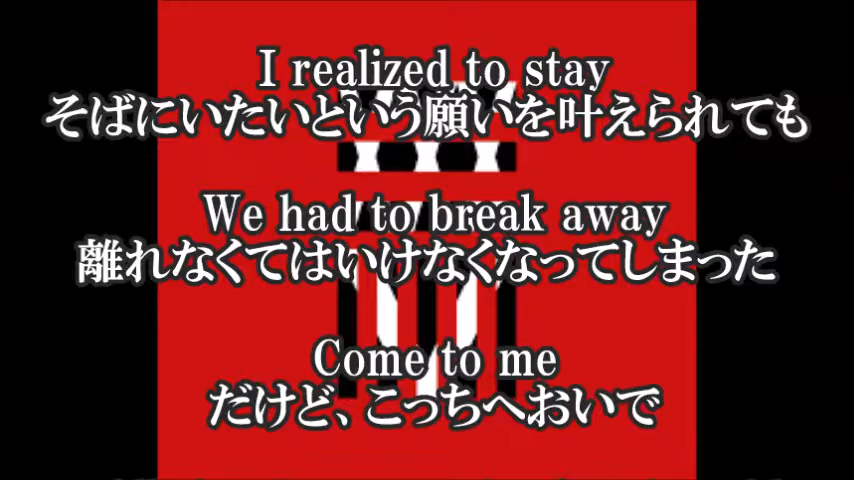 I realized to stay
そばにいたいという願いを叶えられても
We had to break away
離れなくてはいけなくなってしまった
Come to me
だけど、こっちへおいで